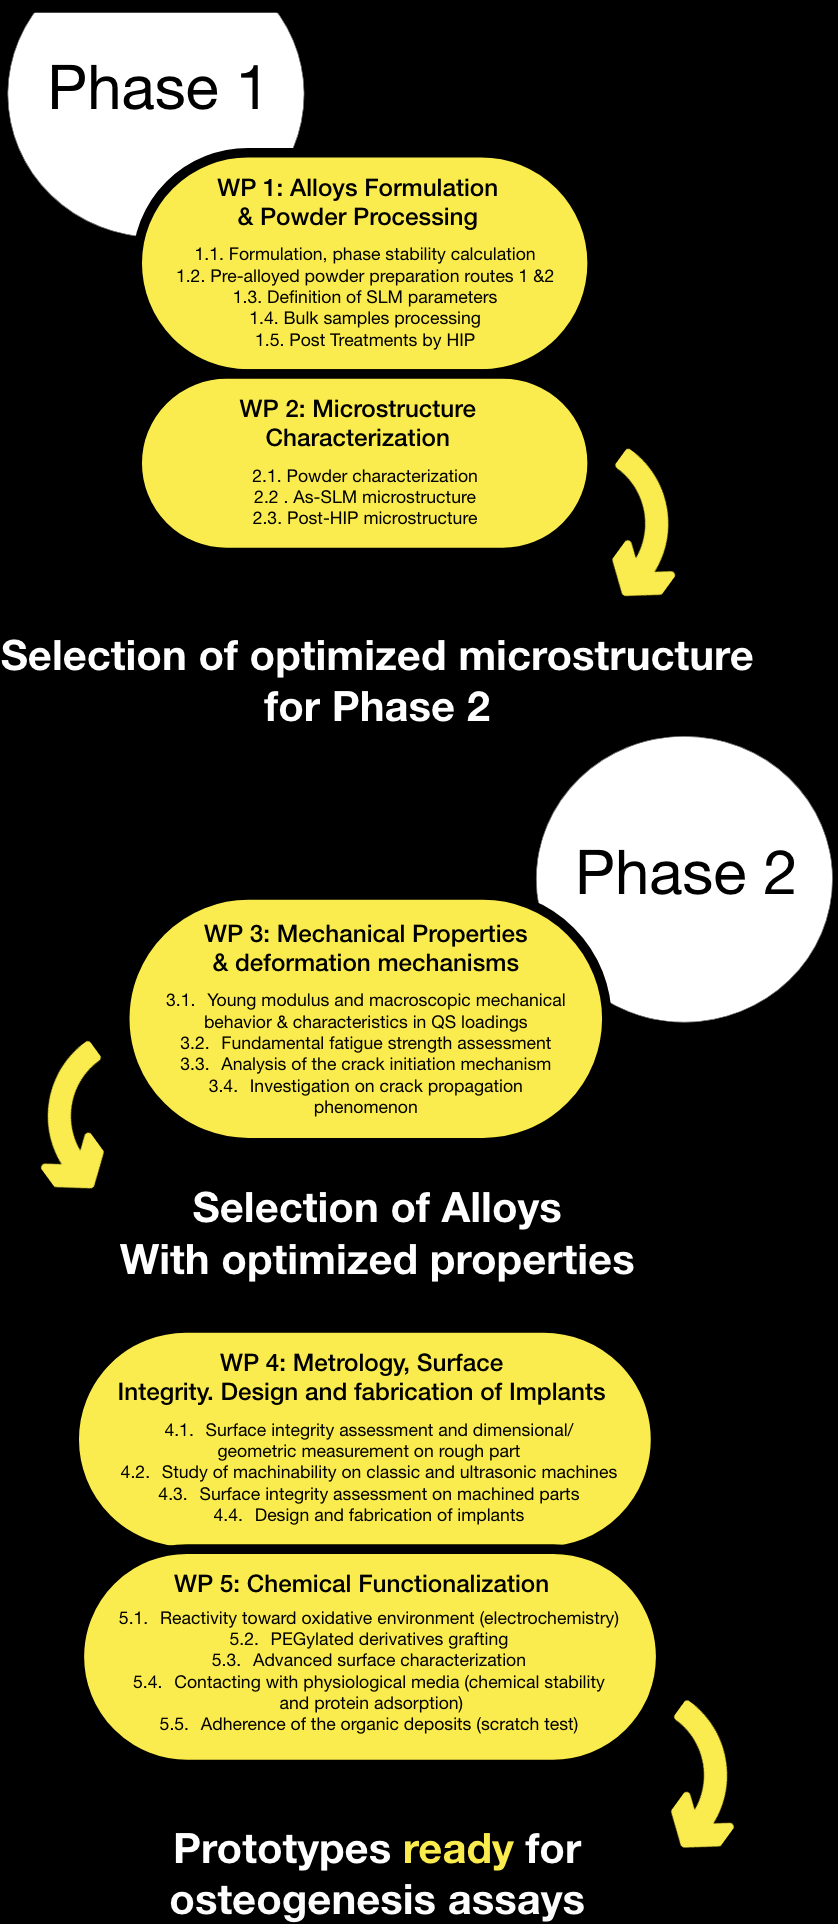 Phase 1
WP 1: Alloys Formulation
& Powder Processing
1.1. Formulation, phase stability calculation
1.2. Pre-alloyed powder preparation routes 1 &2
1.3. Definition of SLM parameters
1.4. Bulk samples processing
1.5. Post Treatments by HIP
WP 2: Microstructure
Characterization
2.1. Powder characterization
2.2 . As-SLM microstructure
2.3. Post-HIP microstructure
Selection of optimized microstructure
for Phase 2
Phase 2
WP 3: Mechanical Properties
& deformation mechanisms
3.1. Young modulus and macroscopic mechanical
behavior & characteristics in QS loadings
3.2. Fundamental fatigue strength assessment
3.3. Analysis of the crack initiation mechanism
3.4. Investigation on crack propagation
phenomenon
Selection of Alloys
With optimized properties
WP 4: Metrology, Surface
Integrity. Design and fabrication of Implants
4.1. Surface integrity assessment and dimensional/
geometric measurement on rough part
4.2. Study of machinability on classic and ultrasonic machines
4.3. Surface integrity assessment on machined parts
4.4. Design and fabrication of implants
WP 5: Chemical Functionalization
5.1. Reactivity toward oxidative environment (electrochemistry)
5.2. PEGylated derivatives grafting
5.3. Advanced surface characterization
5.4. Contacting with physiological media (chemical stability
and protein adsorption)
5.5. Adherence of the organic deposits (scratch test)
Prototypes ready for
osteogenesis assays